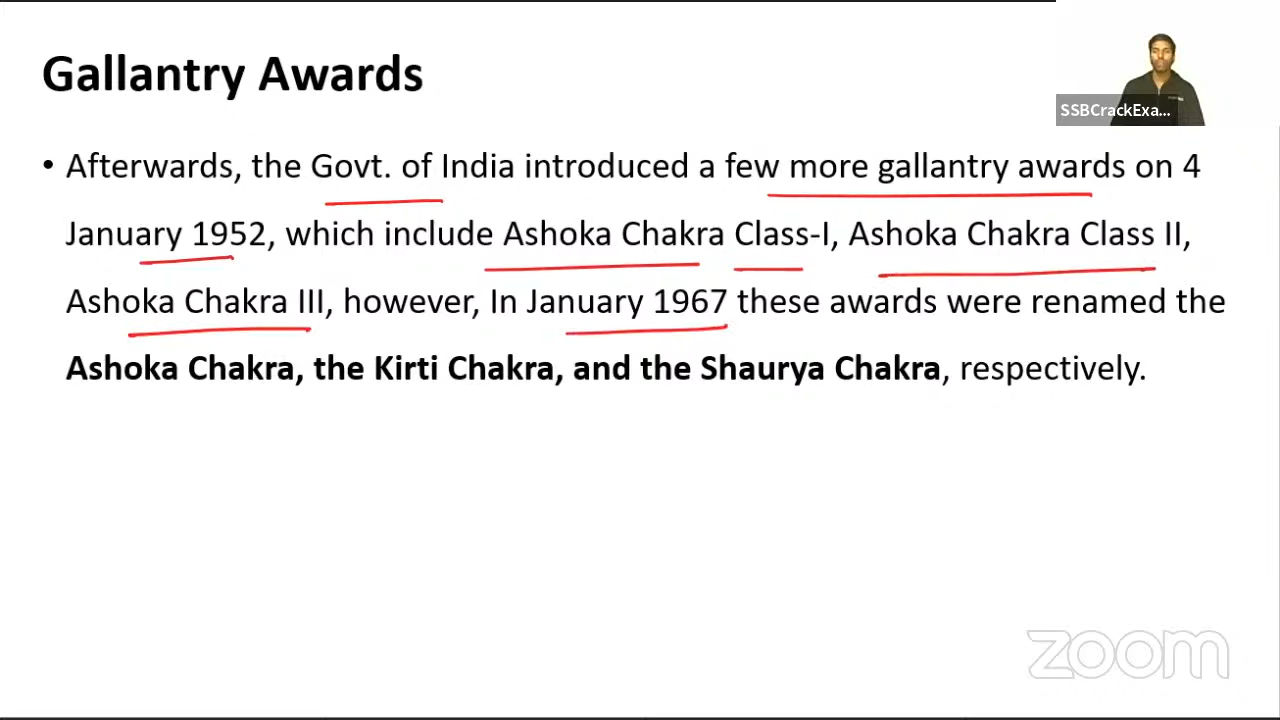 Gallantry Awards
SSBCrackExa...
• Afterwards, the Govt. of India introduced a few more gallantry awards on 4
January 1952, which include Ashoka Chakra Class-I, Ashoka Chakra Class II,
Ashoka Chakra III, however, In January 1967 these awards were renamed the
Ashoka Chakra, the Kirti Chakra, and the Shaurya Chakra, respectively.
zoom